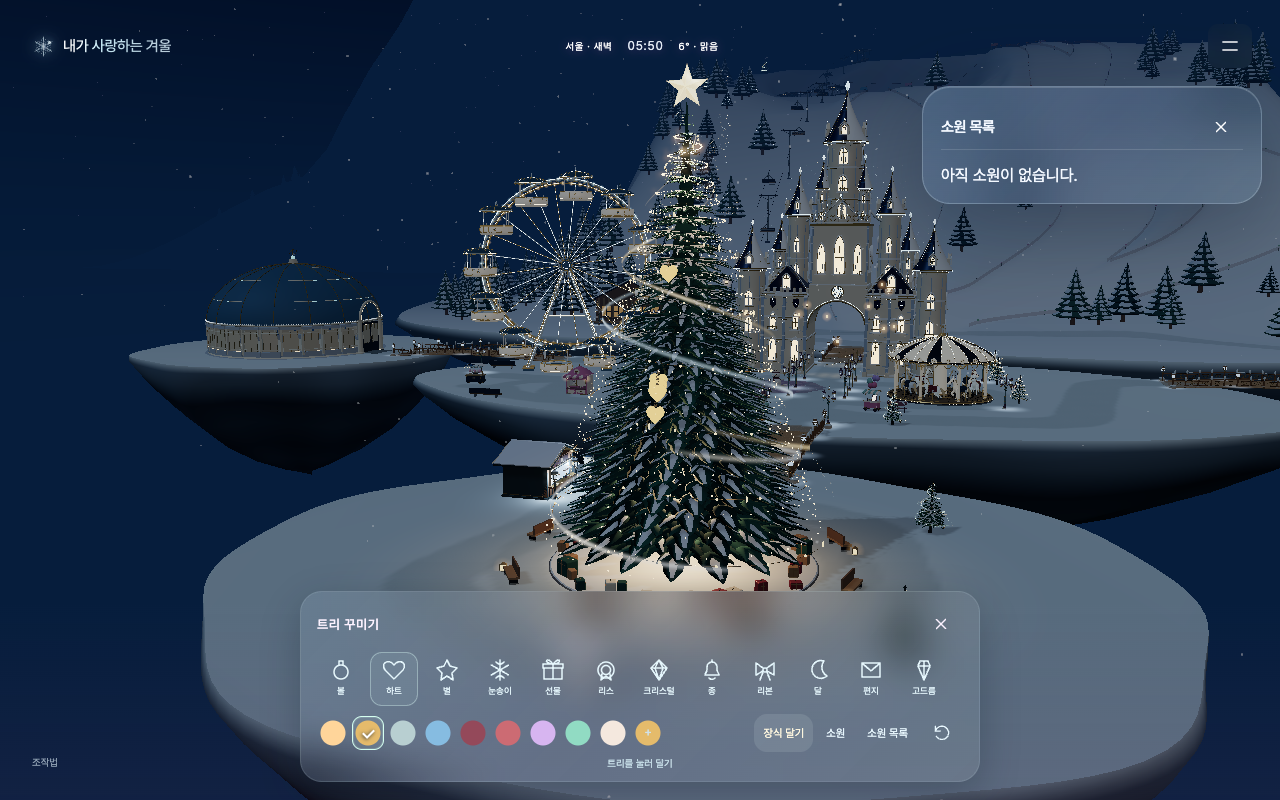 내가 사랑하는 겨울
서울 · 새벽 05:50 6° · 맑음
소원 목록
아직 소원이 없습니다.
트리 꾸미기
볼 하트 별 눈송이 선물 리스 크리스털 종 리본 달 편지 고드름
장식 달기 소원 소원 목록
트리를 눌러 달기
조작법